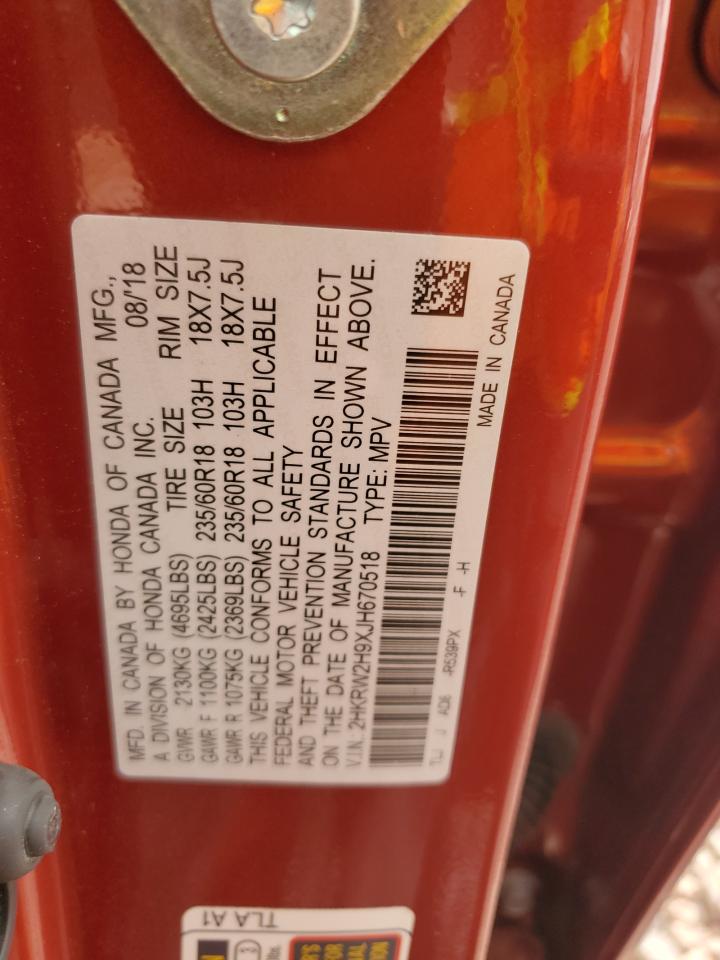 MFD. IN CANADA BY HONDA OF CANADA MFG.,
A DIVISION OF HONDA CANADA INC. 08/'18
GVWR 2130KG (4695LBS) TIRE SIZE RIM SIZE
GAWR F 1100KG (2425LBS) 235/60R18 103H 18X7.5J
GAWR R 1075KG (2369LBS) 235/60R18 103H 18X7.5J
THIS VEHICLE CONFORMS TO ALL APPLICABLE
FEDERAL MOTOR VEHICLE SAFETY
AND THEFT PREVENTION STANDARDS IN EFFECT
ON THE DATE OF MANUFACTURE SHOWN ABOVE.
V.I.N. 2HKRW2H9XJH670518 TYPE: MPV
TLJ J AC6 -R539PX -F -H
MADE IN CANADA
TLA A1